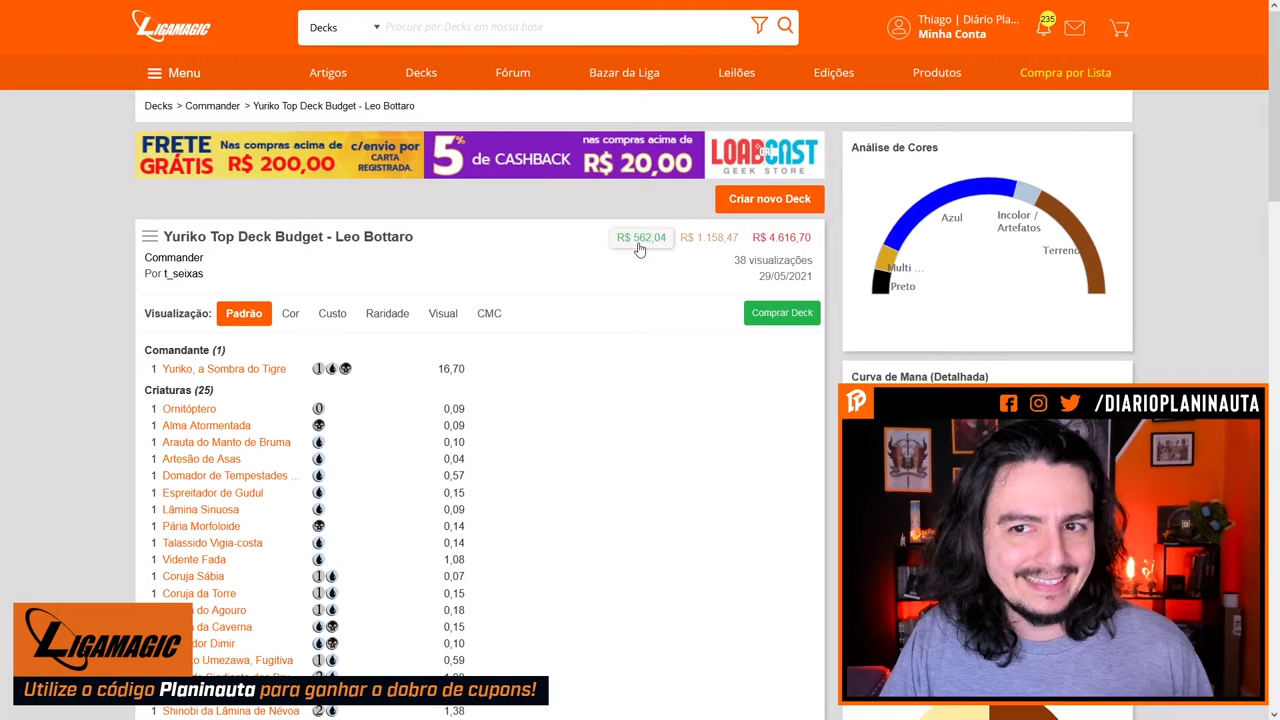 LIGAMAGIC
Decks
Procure por Decks em nossa base
Thiago | Diário Pla...
Minha Conta
235
Menu
Artigos
Decks
Fórum
Bazar da Liga
Leilões
Edições
Produtos
Compra por Lista
Decks > Commander > Yuriko Top Deck Budget - Leo Bottaro
FRETE GRÁTIS
Nas compras acima de
R$ 200,00
c/envio por
CARTA
REGISTRADA.
5% de CASHBACK
nas compras acima de
R$ 20,00
LOAD OR CAST
GEEK STORE
Criar novo Deck
Yuriko Top Deck Budget - Leo Bottaro
R$ 562,04 R$ 1.158,47 R$ 4.616,70
Commander
38 visualizações
Por t_seixas
29/05/2021
Visualização: Padrão Cor Custo Raridade Visual CMC
Comprar Deck
Comandante (1)
1 Yuriko, a Sombra do Tigre 1 16,70
Criaturas (25)
1 Ornitóptero 0 0,09
1 Alma Atormentada 0,09
1 Arauta do Manto de Bruma 0,10
1 Artesão de Asas 0,04
1 Domador de Tempestades ... 0,57
1 Espreitador de Gudul 0,15
1 Lâmina Sinuosa 0,09
1 Pária Morfoloide 0,14
1 Talassido Vigia-costa 0,14
1 Vidente Fada 1,08
1 Coruja Sábia 1 0,07
1 Coruja da Torre 1 0,15
do Agouro 1 0,18
da Caverna 0,15
dor Dimir 0,10
Umezawa, Fugitiva 1 0,59
Shinobi da Lâmina de Névoa 2 1,38
Análise de Cores
Azul
Incolor /
Artefatos
Terreno
Multi ...
Preto
Curva de Mana (Detalhada)
/DIARIOPLANINAUTA
LIGAMAGIC
Utilize o código Planinauta para ganhar o dobro de cupons!